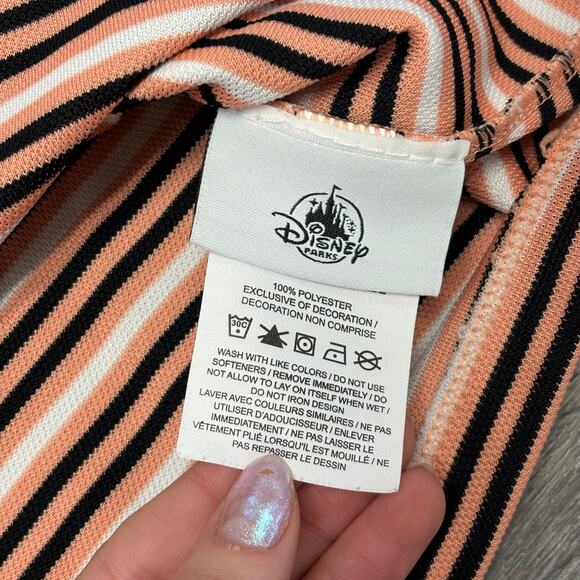 Disney
PARKS
100% POLYESTER
EXCLUSIVE OF DECORATION /
DECORATION NON COMPRISE
30C
WASH WITH LIKE COLORS / DO NOT USE
SOFTENERS / REMOVE IMMEDIATELY / DO
NOT ALLOW TO LAY ON ITSELF WHEN WET /
DO NOT IRON DESIGN
LAVER AVEC COULEURS SIMILAIRES / NE PAS
UTILISER D'ADOUCISSEUR / ENLEVER
IMMÉDIATEMENT / NE PAS LAISSER LE
VÊTEMENT PLIÉ LORSQU'IL EST MOUILLÉ / NE
PAS REPASSER LE DESSIN